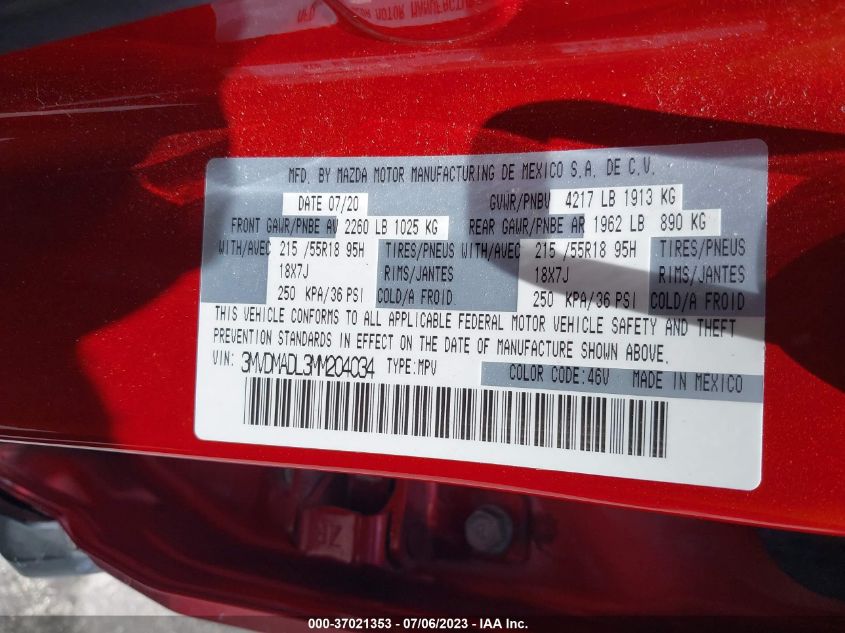 MFD. BY MAZDA MOTOR MANUFACTURING DE MEXICO S.A. DE C.V.
DATE 07/20 GVWR/PNBV 4217 LB 1913 KG
FRONT GAWR/PNBE AV 2260 LB 1025 KG REAR GAWR/PNBE AR 1962 LB 890 KG
WITH/AVEC 215 /55R18 95H TIRES/PNEUS WITH/AVEC 215 /55R18 95H TIRES/PNEUS
18X7J RIMS/JANTES 18X7J RIMS/JANTES
250 KPA/36 PSI COLD/A FROID 250 KPA/36 PSI COLD/A FROID
THIS VEHICLE CONFORMS TO ALL APPLICABLE FEDERAL MOTOR VEHICLE SAFETY AND THEFT
PREVENTION STANDARDS IN EFFECT ON THE DATE OF MANUFACTURE SHOWN ABOVE.
VIN: 3MVDMADL3MM204034 TYPE:MPV COLOR CODE:46V MADE IN MEXICO
000-37021353 - 07/06/2023 - IAA Inc.